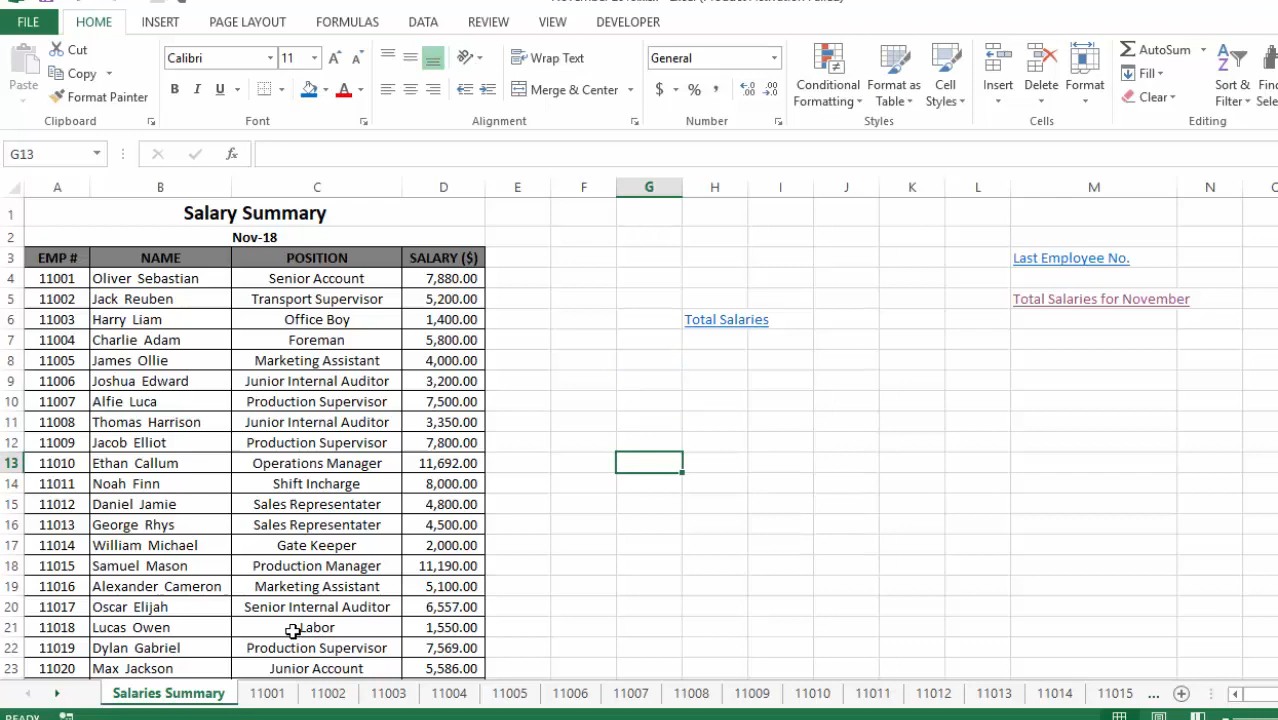 FILE HOME INSERT PAGE LAYOUT FORMULAS DATA REVIEW VIEW DEVELOPER
Cut
Copy
Format Painter
Paste
Clipboard
Calibri 11
B I U
Font
Wrap Text
Merge & Center
Alignment
General
$ % ,
Number
Conditional Formatting
Format as Table
Cell Styles
Styles
Insert Delete Format
Cells
AutoSum
Fill
Clear
Sort & Filter
Editing
G13
fx
A B C D E F G H I J K L M N
1 Salary Summary
2 Nov-18
3 EMP # NAME POSITION SALARY ($) Last Employee No.
4 11001 Oliver Sebastian Senior Account 7,880.00
5 11002 Jack Reuben Transport Supervisor 5,200.00 Total Salaries for November
6 11003 Harry Liam Office Boy 1,400.00 Total Salaries
7 11004 Charlie Adam Foreman 5,800.00
8 11005 James Ollie Marketing Assistant 4,000.00
9 11006 Joshua Edward Junior Internal Auditor 3,200.00
10 11007 Alfie Luca Production Supervisor 7,500.00
11 11008 Thomas Harrison Junior Internal Auditor 3,350.00
12 11009 Jacob Elliot Production Supervisor 7,800.00
13 11010 Ethan Callum Operations Manager 11,692.00
14 11011 Noah Finn Shift Incharge 8,000.00
15 11012 Daniel Jamie Sales Representater 4,800.00
16 11013 George Rhys Sales Representater 4,500.00
17 11014 William Michael Gate Keeper 2,000.00
18 11015 Samuel Mason Production Manager 11,190.00
19 11016 Alexander Cameron Marketing Assistant 5,100.00
20 11017 Oscar Elijah Senior Internal Auditor 6,557.00
21 11018 Lucas Owen Labor 1,550.00
22 11019 Dylan Gabriel Production Supervisor 7,569.00
23 11020 Max Jackson Junior Account 5,586.00
Salaries Summary 11001 11002 11003 11004 11005 11006 11007 11008 11009 11010 11011 11012 11013 11014 11015 ...